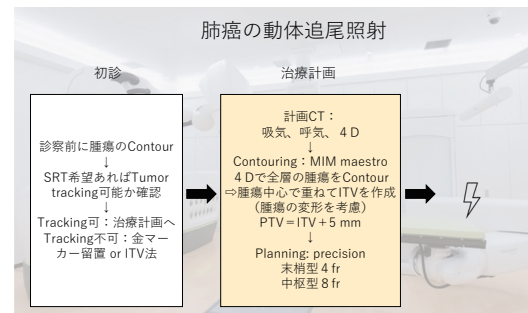 肺癌の動体追尾照射
初診
診察前に腫瘍のContour
↓
SRT希望あればTumor
tracking可能か確認
↓
Tracking可：治療計画へ
Tracking不可：金マー
カー留置 or ITV法
治療計画
計画CT：
吸気、呼気、４D
↓
Contouring：MIM maestro
４Dで全層の腫瘍をContour
⇨腫瘍中心で重ねてITVを作成
（腫瘍の変形を考慮）
PTV＝ITV＋5 mm
↓
Planning: precision
末梢型４fr
中枢型８fr